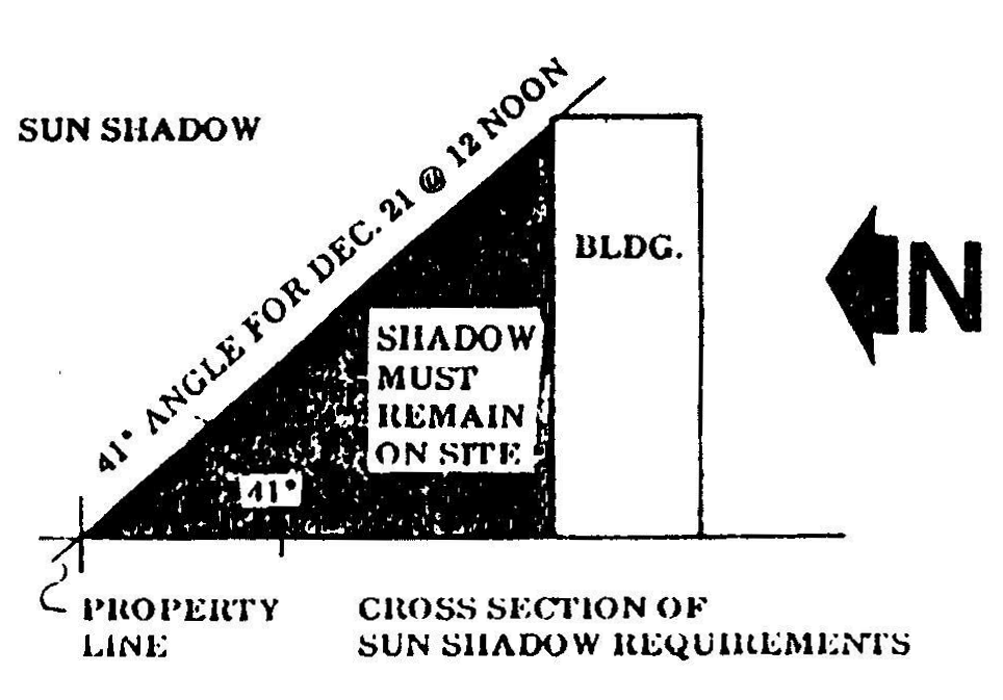 SUN SHADOW
41° ANGLE FOR DEC. 21 @ 12 NOON
BLDG.
N
SHADOW
MUST
REMAIN
ON SITE
41°
PROPERTY
LINE
CROSS SECTION OF
SUN SHADOW REQUIREMENTS